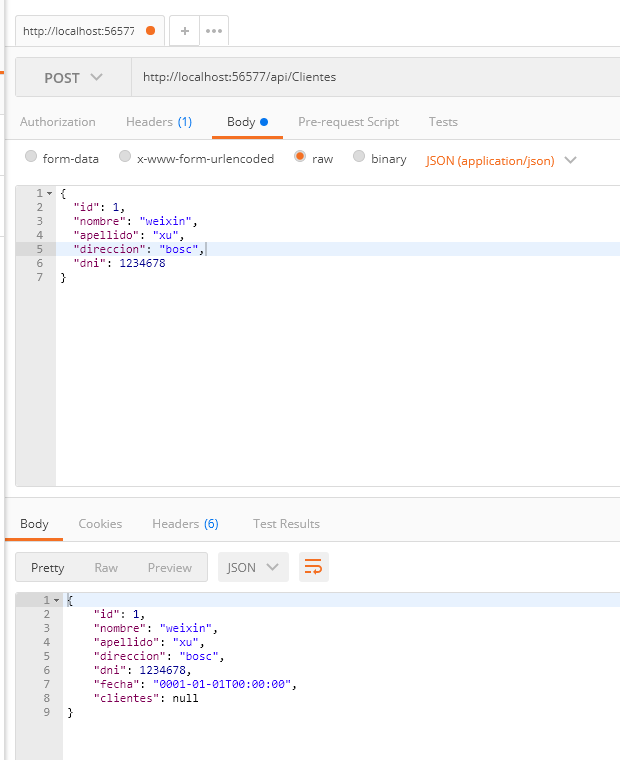 http://localhost:56577
+ •••
POST http://localhost:56577/api/Clientes
Authorization Headers (1) Body Pre-request Script Tests
form-data x-www-form-urlencoded raw binary JSON (application/json)
1 {
2 "id": 1,
3 "nombre": "weixin",
4 "apellido": "xu",
5 "direccion": "bosc",
6 "dni": 1234678
7 }
Body Cookies Headers (6) Test Results
Pretty Raw Preview JSON
1 {
2 "id": 1,
3 "nombre": "weixin",
4 "apellido": "xu",
5 "direccion": "bosc",
6 "dni": 1234678,
7 "fecha": "0001-01-01T00:00:00",
8 "clientes": null
9 }